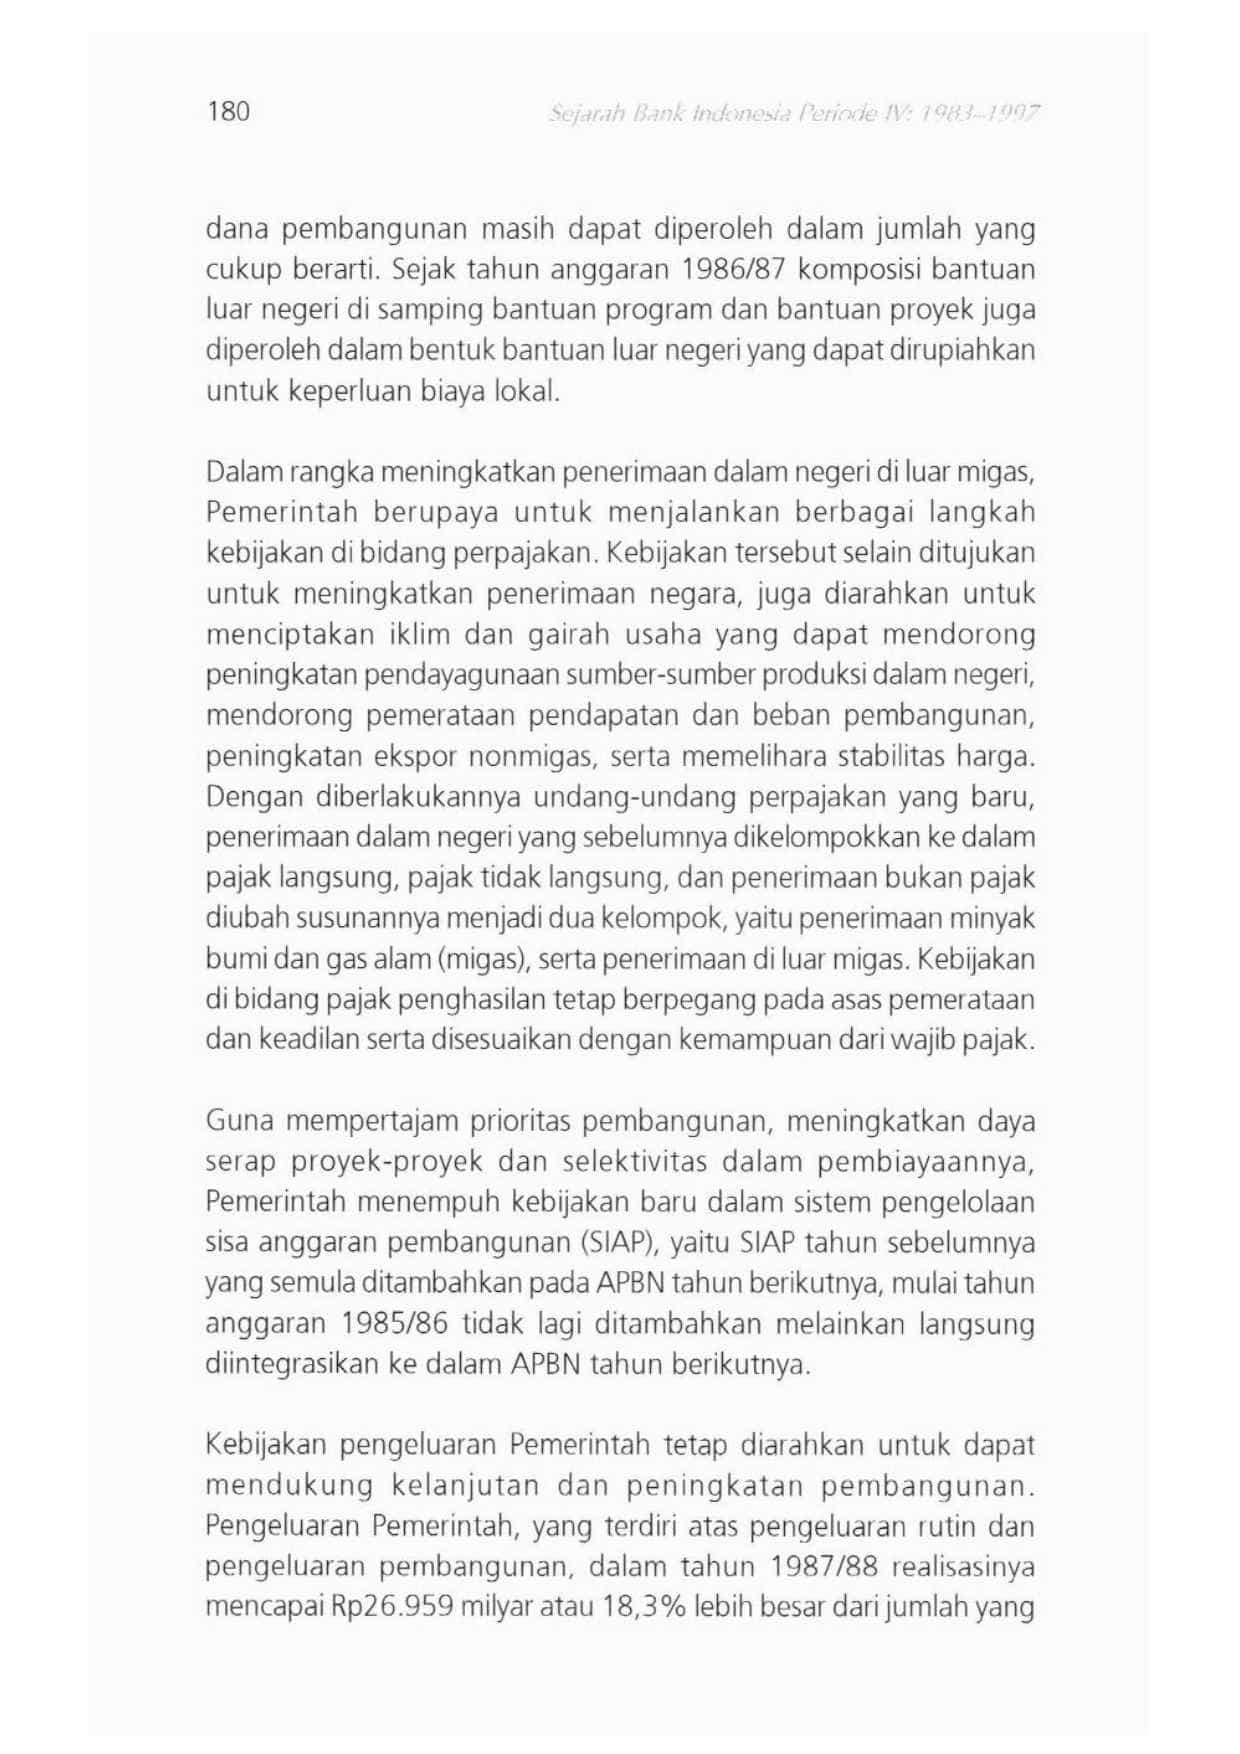 180
Sejarah Bank Indonesia Periode IV: 1983–1997
dana pembangunan masih dapat diperoleh dalam jumlah yang
cukup berarti. Sejak tahun anggaran 1986/87 komposisi bantuan
luar negeri di samping bantuan program dan bantuan proyek juga
diperoleh dalam bentuk bantuan luar negeri yang dapat dirupiahkan
untuk keperluan biaya lokal.
Dalam rangka meningkatkan penerimaan dalam negeri di luar migas,
Pemerintah berupaya untuk menjalankan berbagai langkah
kebijakan di bidang perpajakan. Kebijakan tersebut selain ditujukan
untuk meningkatkan penerimaan negara, juga diarahkan untuk
menciptakan iklim dan gairah usaha yang dapat mendorong
peningkatan pendayagunaan sumber-sumber produksi dalam negeri,
mendorong pemerataan pendapatan dan beban pembangunan,
peningkatan ekspor nonmigas, serta memelihara stabilitas harga.
Dengan diberlakukannya undang-undang perpajakan yang baru,
penerimaan dalam negeri yang sebelumnya dikelompokkan ke dalam
pajak langsung, pajak tidak langsung, dan penerimaan bukan pajak
diubah susunannya menjadi dua kelompok, yaitu penerimaan minyak
bumi dan gas alam (migas), serta penerimaan di luar migas. Kebijakan
di bidang pajak penghasilan tetap berpegang pada asas pemerataan
dan keadilan serta disesuaikan dengan kemampuan dari wajib pajak.
Guna mempertajam prioritas pembangunan, meningkatkan daya
serap proyek-proyek dan selektivitas dalam pembiayaannya,
Pemerintah menempuh kebijakan baru dalam sistem pengelolaan
sisa anggaran pembangunan (SIAP), yaitu SIAP tahun sebelumnya
yang semula ditambahkan pada APBN tahun berikutnya, mulai tahun
anggaran 1985/86 tidak lagi ditambahkan melainkan langsung
diintegrasikan ke dalam APBN tahun berikutnya.
Kebijakan pengeluaran Pemerintah tetap diarahkan untuk dapat
mendukung kelanjutan dan peningkatan pembangunan.
Pengeluaran Pemerintah, yang terdiri atas pengeluaran rutin dan
pengeluaran pembangunan, dalam tahun 1987/88 realisasinya
mencapai Rp26.959 milyar atau 18,3% lebih besar dari jumlah yang